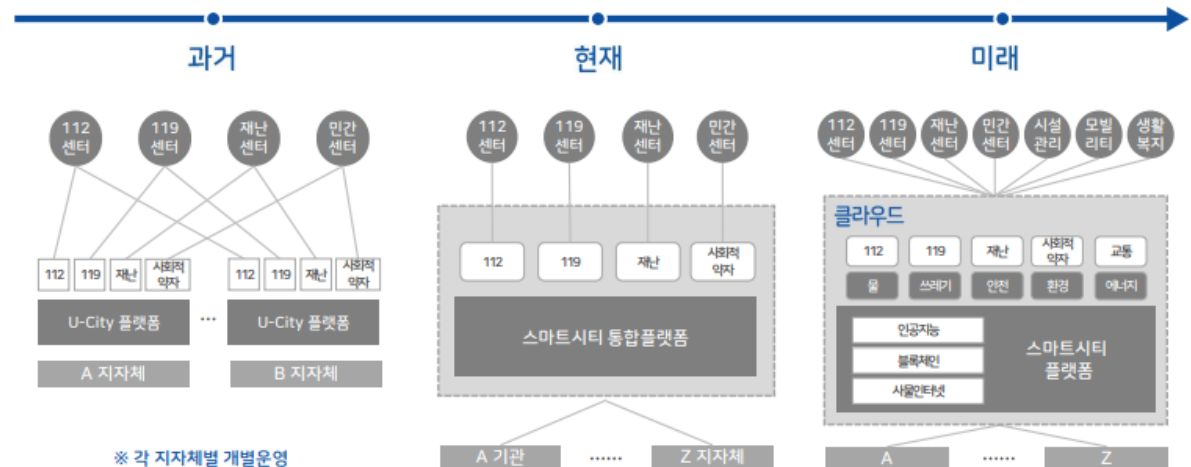 과거
현재
미래
112
센터
119
센터
재난
센터
민간
센터
112
119
재난
사회적
약자
112
119
재난
사회적
약자
U-City 플랫폼
...
U-City 플랫폼
A 지자체
B 지자체
※ 각 지자체별 개별운영
112
센터
119
센터
재난
센터
민간
센터
112
119
재난
사회적
약자
스마트시티 통합플랫폼
A 기관
......
Z 지자체
112
센터
119
센터
재난
센터
민간
센터
시설
관리
모빌
리티
생활
복지
클라우드
112
119
재난
사회적
약자
교통
물
쓰레기
안전
환경
에너지
인공지능
블록체인
사물인터넷
스마트시티
플랫폼
A
......
Z